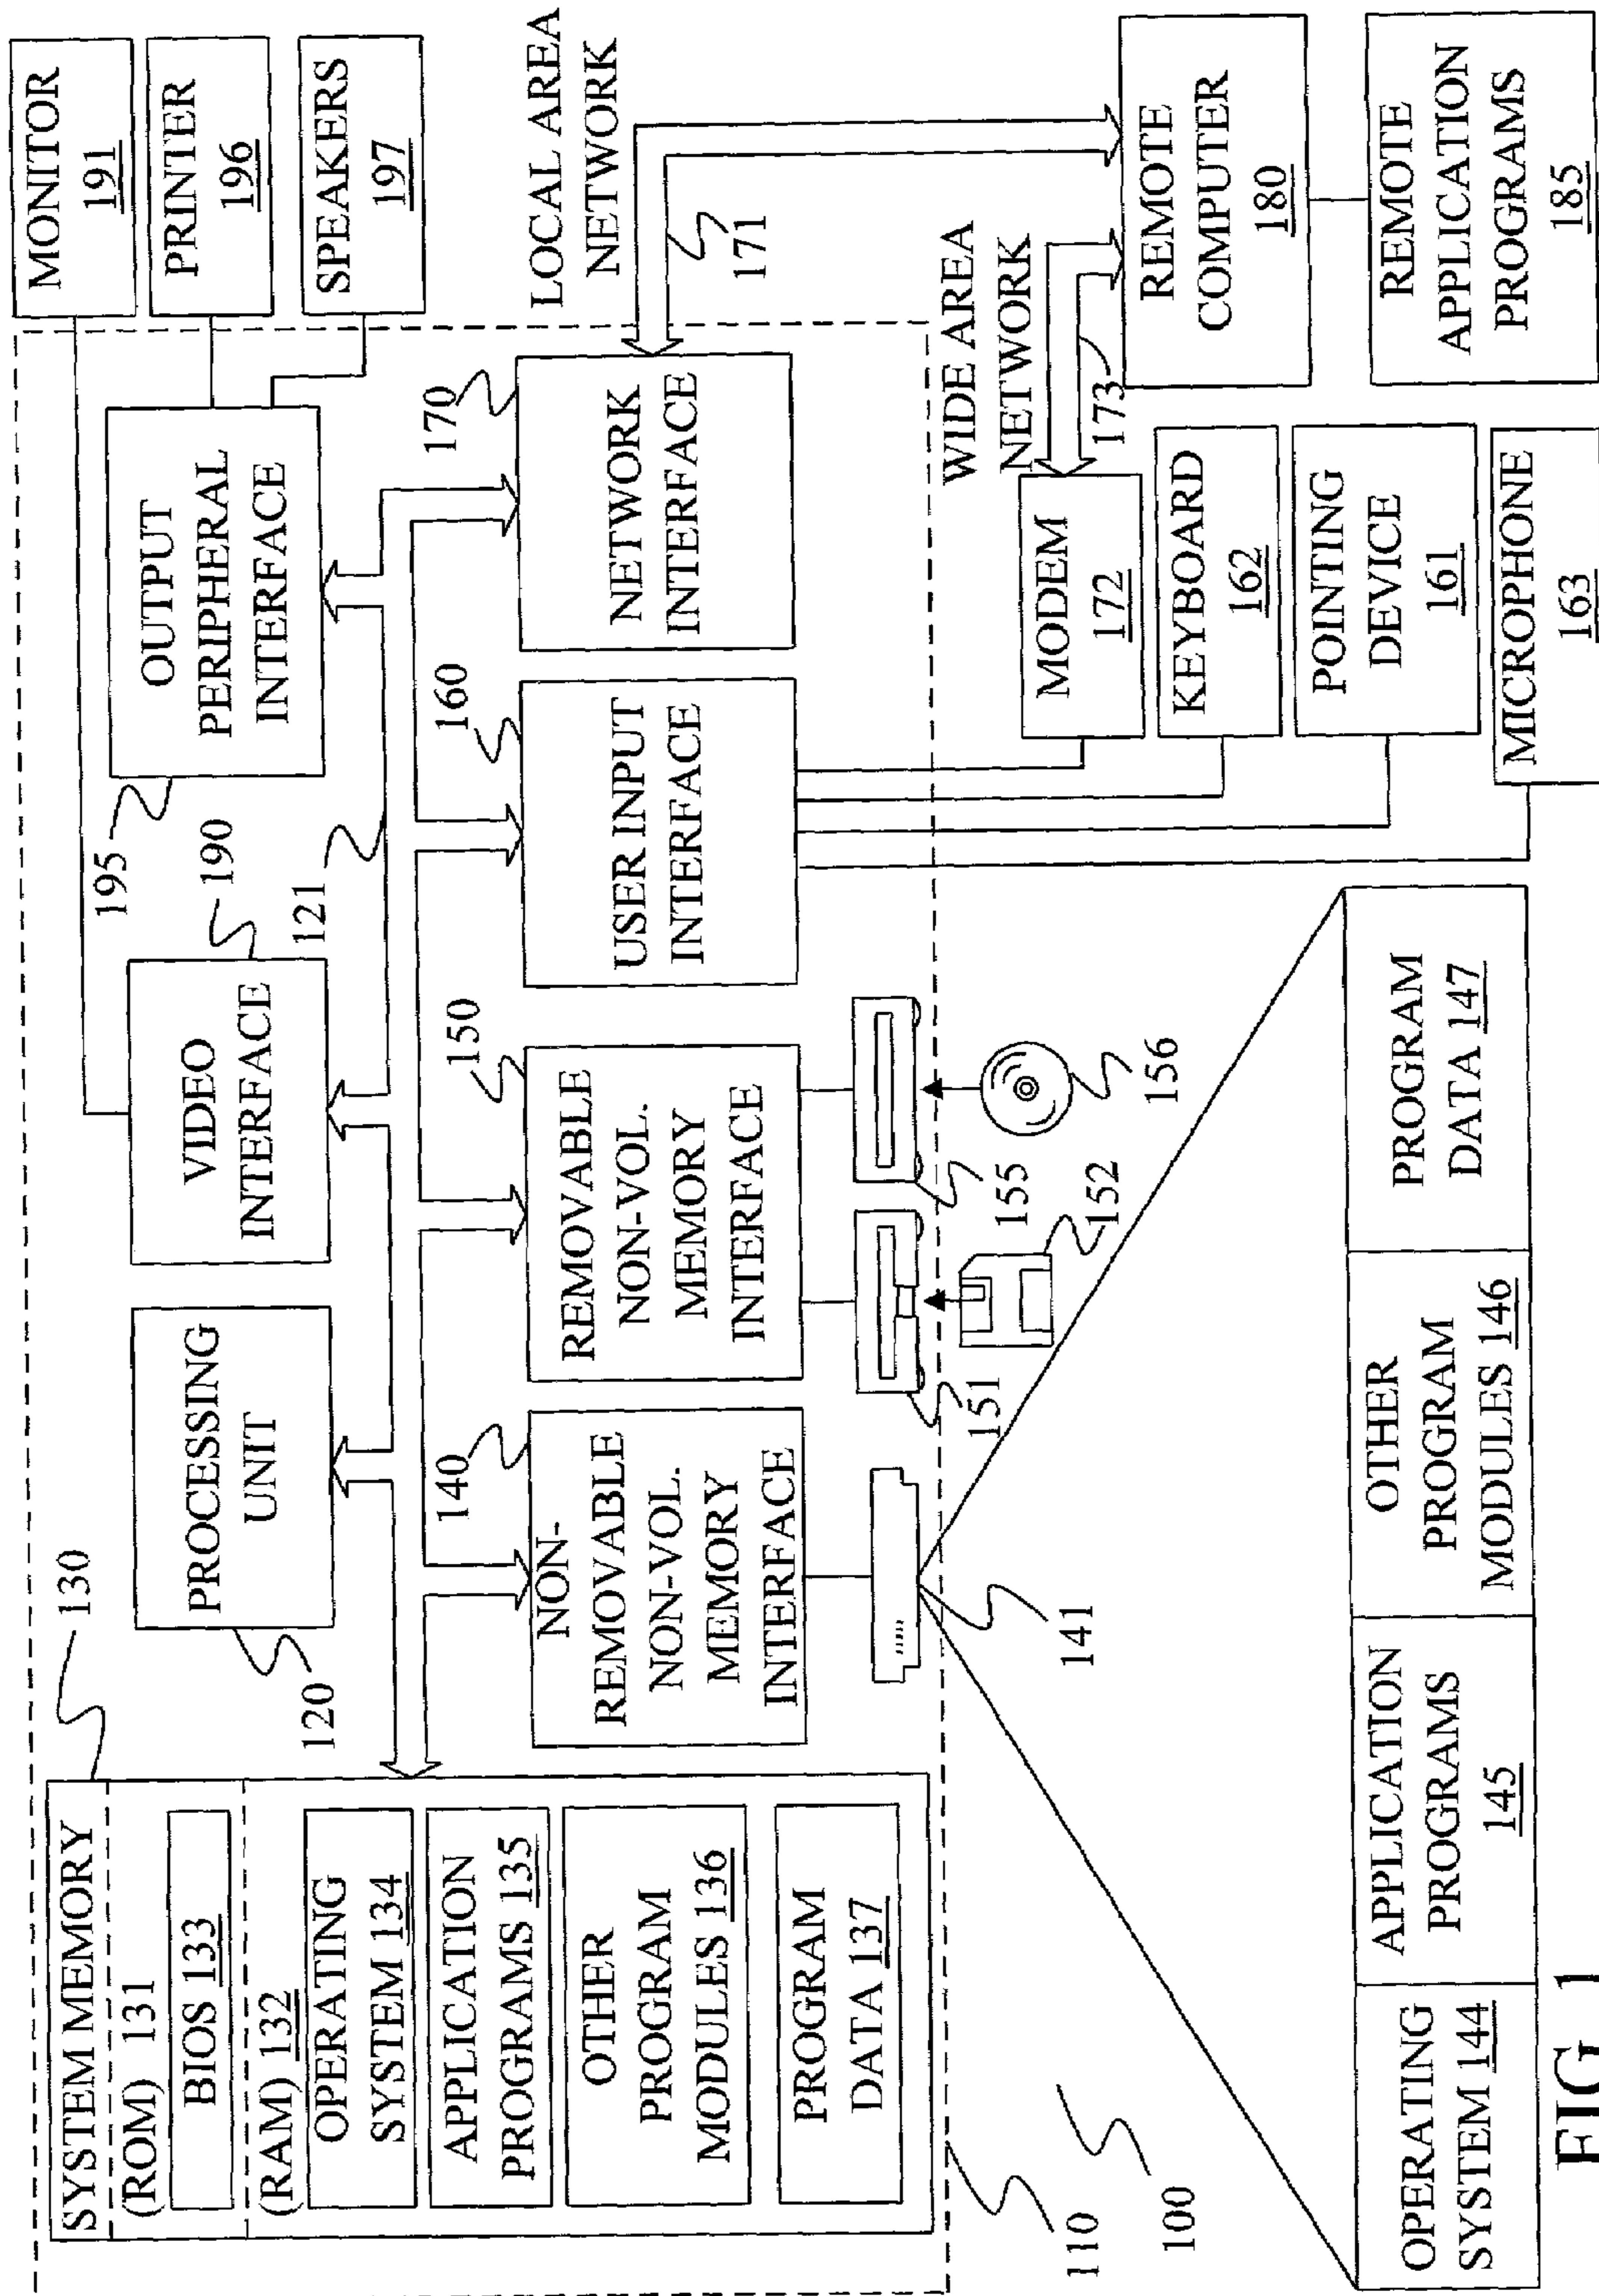 SYSTEM MEMORY
(ROM) 131
BIOS 133
(RAM) 132
OPERATING
SYSTEM 134
APPLICATION
PROGRAMS 135
OTHER
PROGRAM
MODULES 136
PROGRAM
DATA 137
130
PROCESSING
UNIT
120
VIDEO
INTERFACE
190
121
OUTPUT
PERIPHERAL
INTERFACE
195
MONITOR
191
PRINTER
196
SPEAKERS
197
NON-
REMOVABLE
NON-VOL.
MEMORY
INTERFACE
140
REMOVABLE
NON-VOL.
MEMORY
INTERFACE
150
USER INPUT
INTERFACE
160
NETWORK
INTERFACE
170
LOCAL AREA
NETWORK
171
141
151
152
155
156
WIDE AREA
NETWORK
173
MODEM
172
KEYBOARD
162
POINTING
DEVICE
161
MICROPHONE
163
REMOTE
COMPUTER
180
REMOTE
APPLICATION
PROGRAMS
185
110
100
OPERATING
SYSTEM 144
APPLICATION
PROGRAMS
145
OTHER
PROGRAM
MODULES 146
PROGRAM
DATA 147
FIG 1